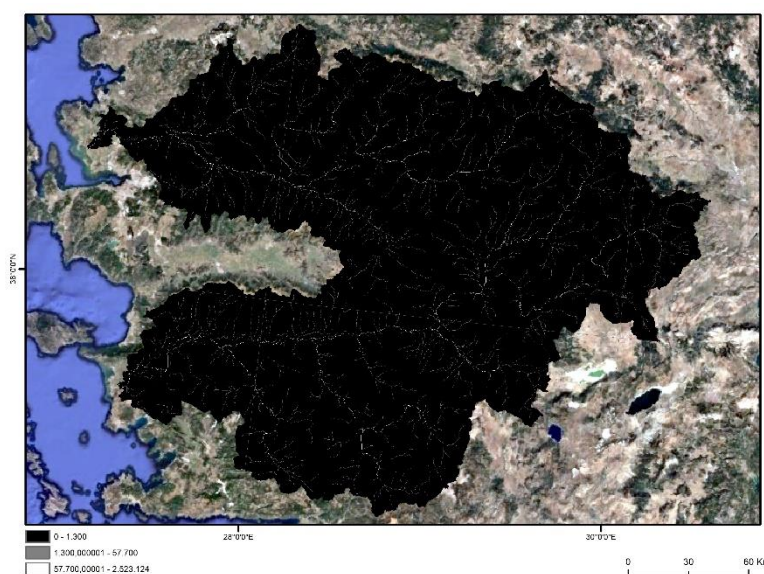 38°0'0"N
28°0'0"E
30°0'0"E
0 - 1.300
1.300,000001 - 57.700
57.700,00001 - 2.523.124
0 30 60 Ki